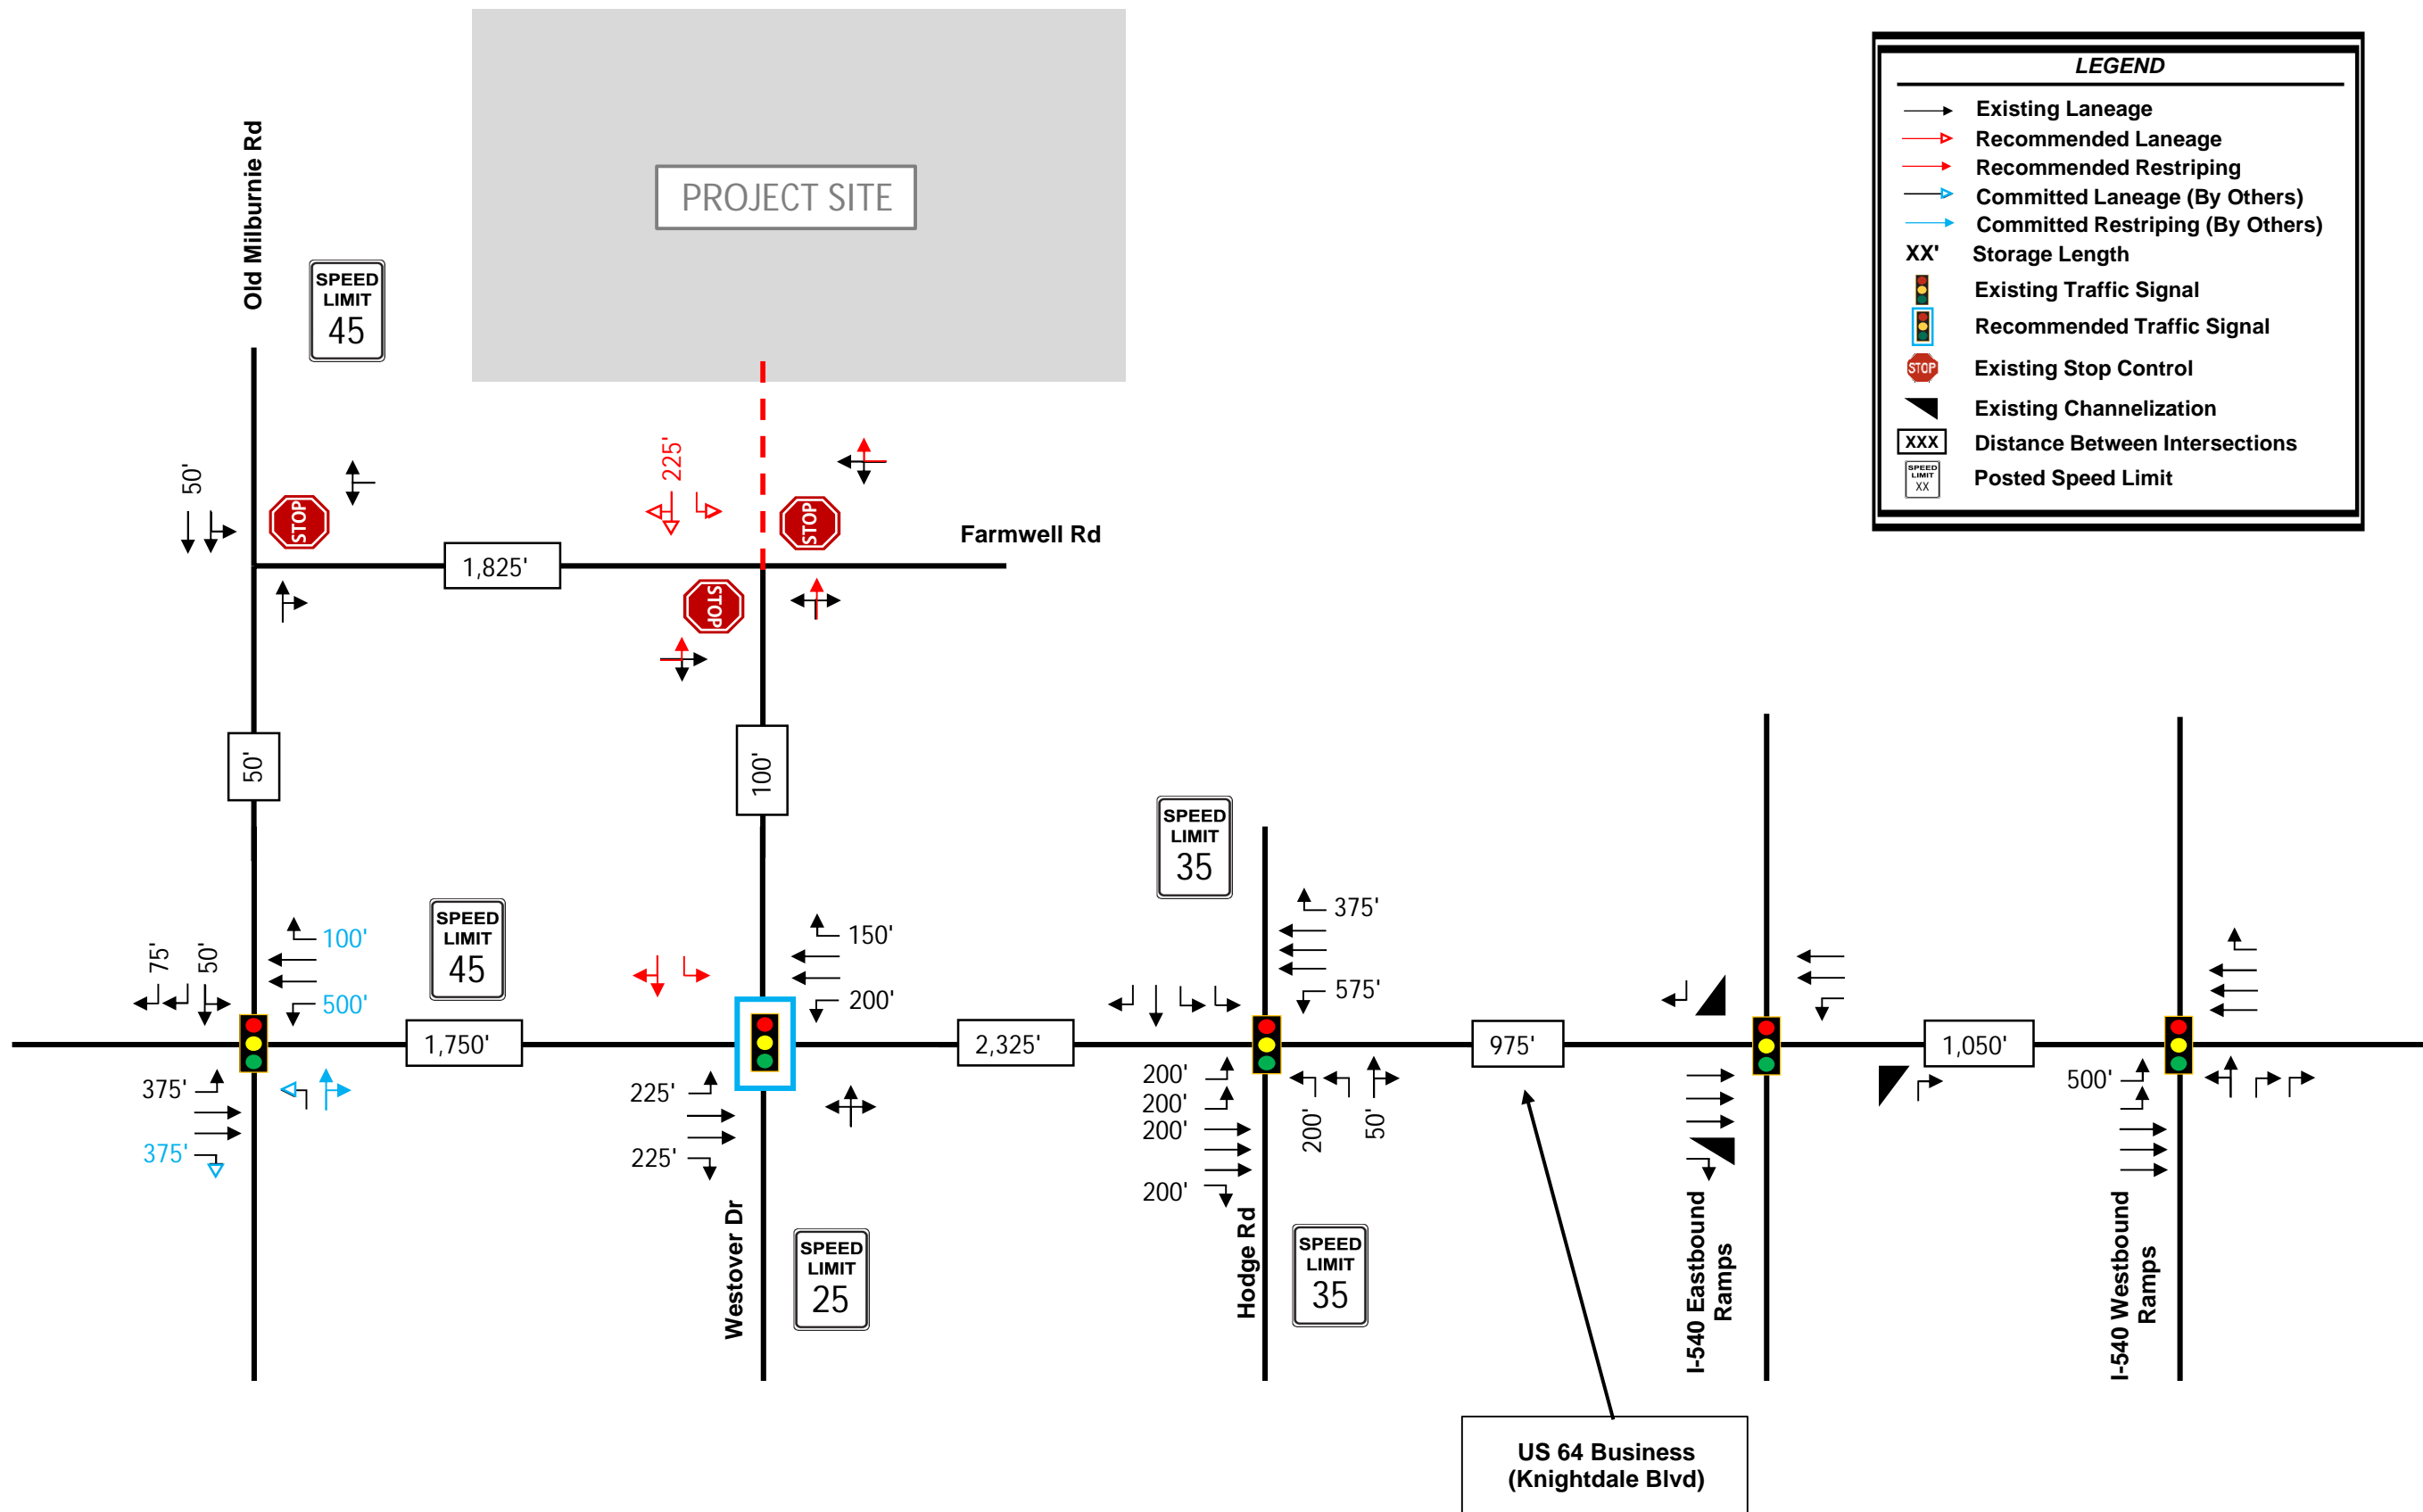 LEGEND
Existing Laneage
Recommended Laneage
Recommended Restriping
Committed Laneage (By Others)
Committed Restriping (By Others)
XX' Storage Length
Existing Traffic Signal
Recommended Traffic Signal
STOP Existing Stop Control
Existing Channelization
XXX Distance Between Intersections
SPEED
LIMIT
XX
Posted Speed Limit
PROJECT SITE
Old Milburnie Rd
SPEED
LIMIT
45
50'
STOP
225'
STOP
Farmwell Rd
1,825'
STOP
50'
100'
SPEED
LIMIT
35
75'
50'
100'
500'
SPEED
LIMIT
45
150'
200'
375'
575'
1,750'
2,325'
975'
1,050'
375'
375'
225'
225'
200'
200'
200'
200'
200'
50'
500'
Westover Dr
SPEED
LIMIT
25
Hodge Rd
SPEED
LIMIT
35
I-540 Eastbound
Ramps
I-540 Westbound
Ramps
US 64 Business
(Knightdale Blvd)